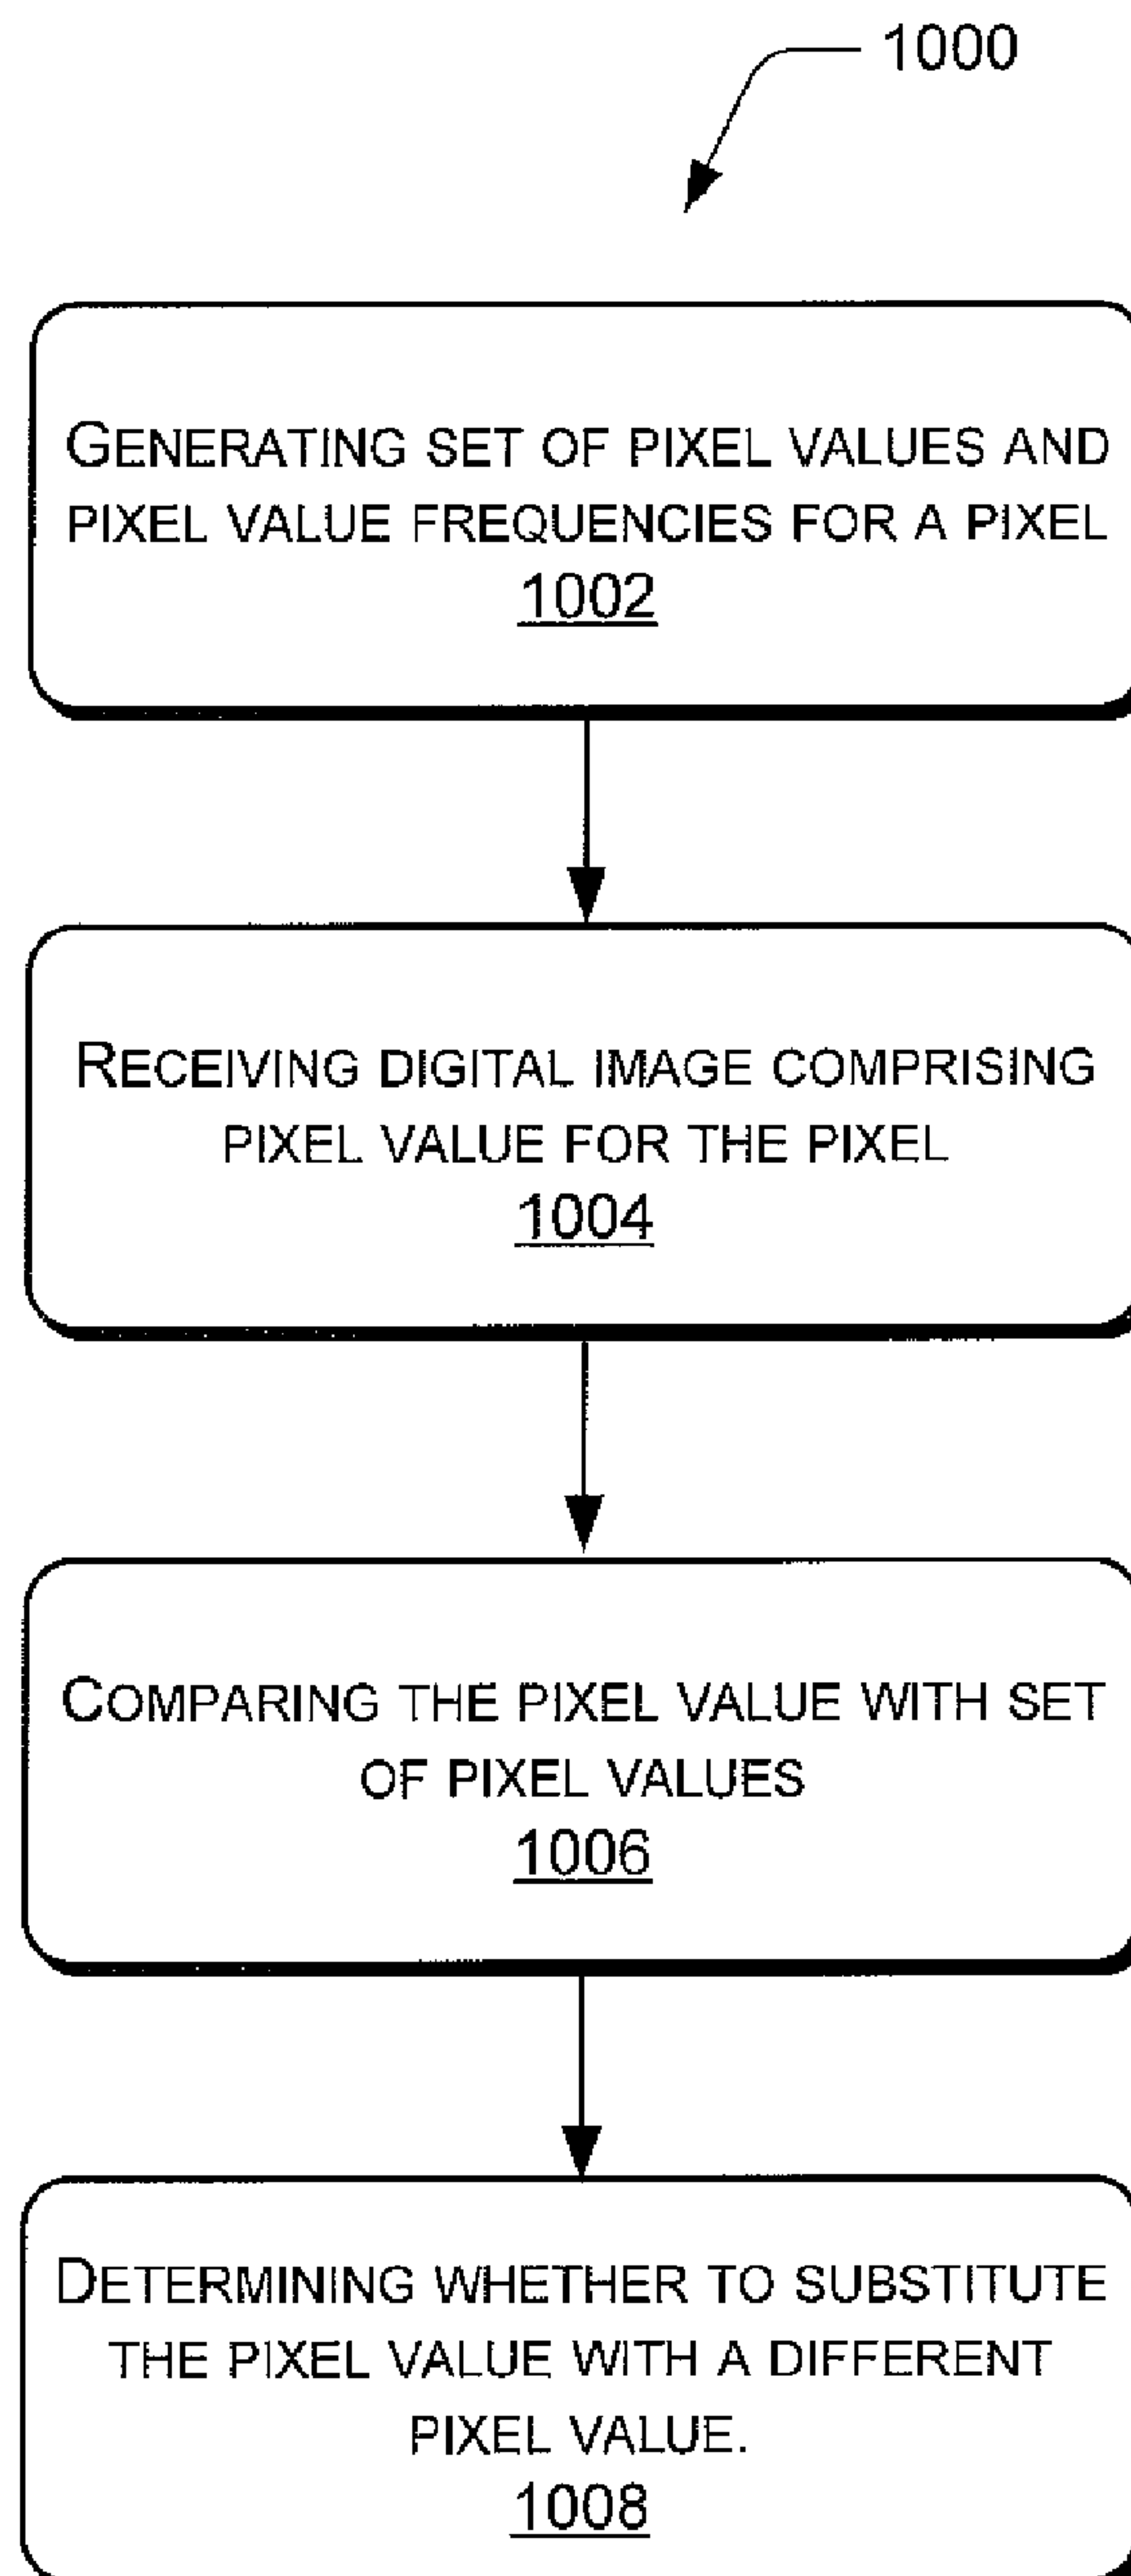 1000
GENERATING SET OF PIXEL VALUES AND
PIXEL VALUE FREQUENCIES FOR A PIXEL
1002
RECEIVING DIGITAL IMAGE COMPRISING
PIXEL VALUE FOR THE PIXEL
1004
COMPARING THE PIXEL VALUE WITH SET
OF PIXEL VALUES
1006
DETERMINING WHETHER TO SUBSTITUTE
THE PIXEL VALUE WITH A DIFFERENT
PIXEL VALUE.
1008